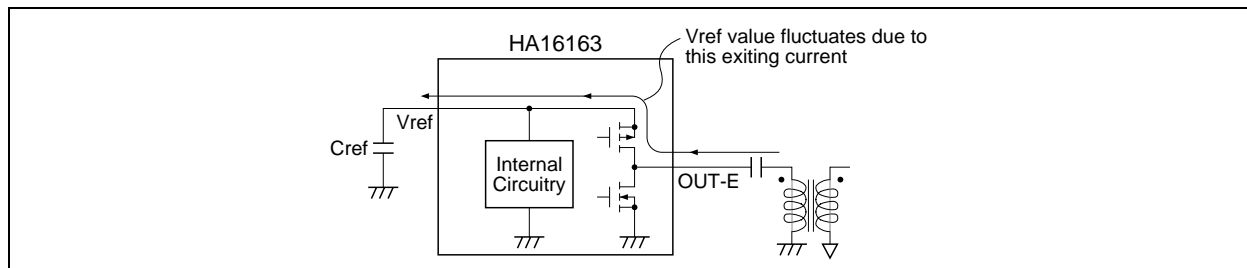 HA16163
Vref value fluctuates due to
this exiting current
Vref
Cref
Internal
Circuitry
OUT-E